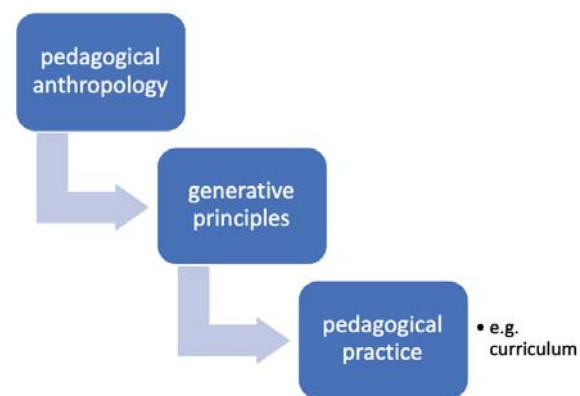 pedagogical
anthropology
generative
principles
pedagogical
practice
• e.g.
curriculum